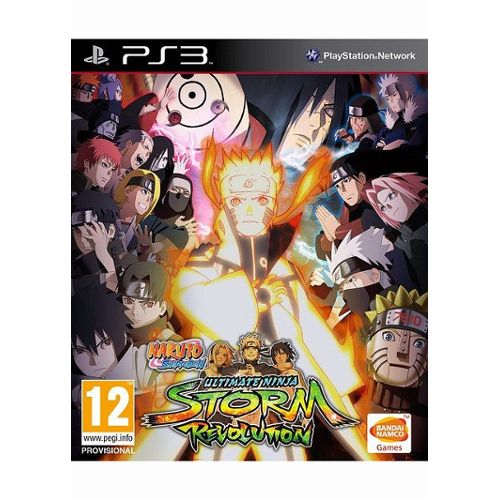 PS3
PlayStation®Network
NARUTO
SHIPPUDEN
ULTIMATE NINJA
STORM
REVOLUTION
12
www.pegi.info
PROVISIONAL
BANDAI
NAMCO
Games